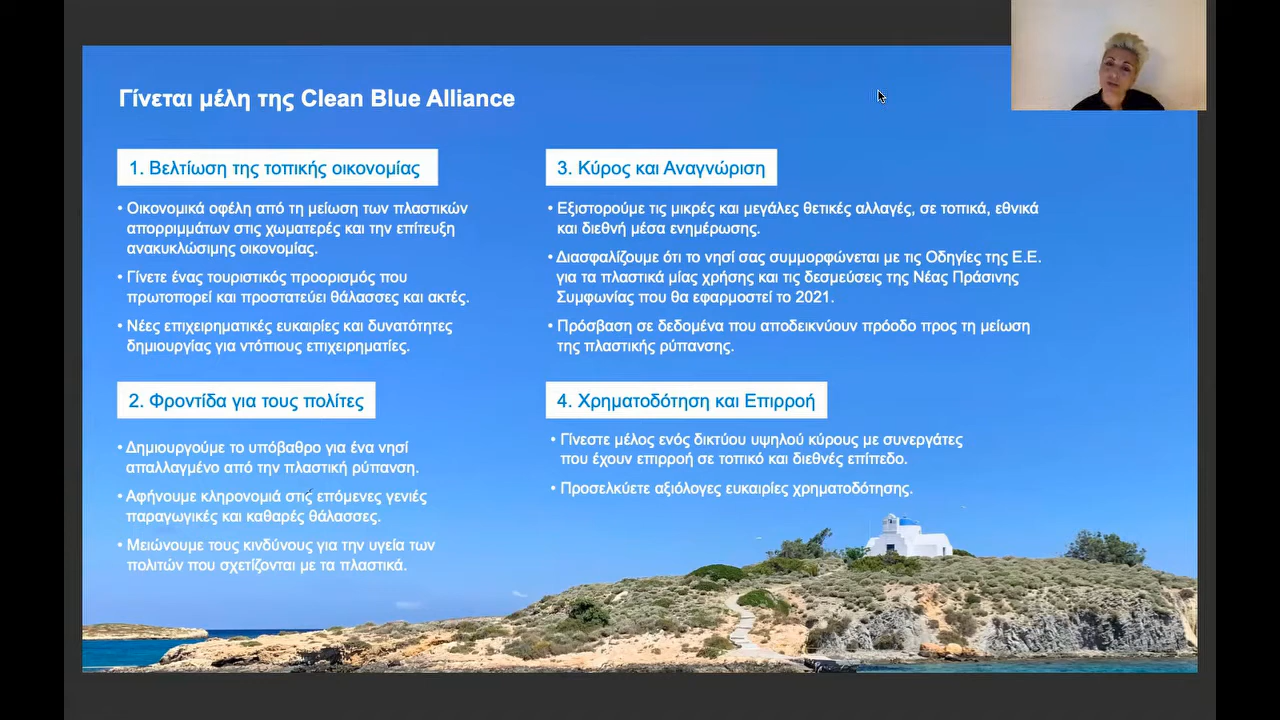 Γίνεται μέλη της Clean Blue Alliance
1. Βελτίωση της τοπικής οικονομίας
• Οικονομικά οφέλη από τη μείωση των πλαστικών
απορριμμάτων στις χωματερές και την επίτευξη
ανακυκλώσιμης οικονομίας.
• Γίνετε ένας τουριστικός προορισμός που
πρωτοπορεί και προστατεύει θάλασσες και ακτές.
• Νέες επιχειρηματικές ευκαιρίες και δυνατότητες
δημιουργίας για ντόπιους επιχειρηματίες.
2. Φροντίδα για τους πολίτες
• Δημιουργούμε το υπόβαθρο για ένα νησί
απαλλαγμένο από την πλαστική ρύπανση.
• Αφήνουμε κληρονομιά στις επόμενες γενιές
παραγωγικές και καθαρές θάλασσες.
• Μειώνουμε τους κινδύνους για την υγεία των
πολιτών που σχετίζονται με τα πλαστικά.
3. Κύρος και Αναγνώριση
• Εξιστορούμε τις μικρές και μεγάλες θετικές αλλαγές, σε τοπικά, εθνικά
και διεθνή μέσα ενημέρωσης.
• Διασφαλίζουμε ότι το νησί σας συμμορφώνεται με τις Οδηγίες της Ε.Ε.
για τα πλαστικά μίας χρήσης και τις δεσμεύσεις της Νέας Πράσινης
Συμφωνίας που θα εφαρμοστεί το 2021.
• Πρόσβαση σε δεδομένα που αποδεικνύουν πρόοδο προς τη μείωση
της πλαστικής ρύπανσης.
4. Χρηματοδότηση και Επιρροή
• Γίνεστε μέλος ενός δικτύου υψηλού κύρους με συνεργάτες
που έχουν επιρροή σε τοπικό και διεθνές επίπεδο.
• Προσελκύετε αξιόλογες ευκαιρίες χρηματοδότησης.